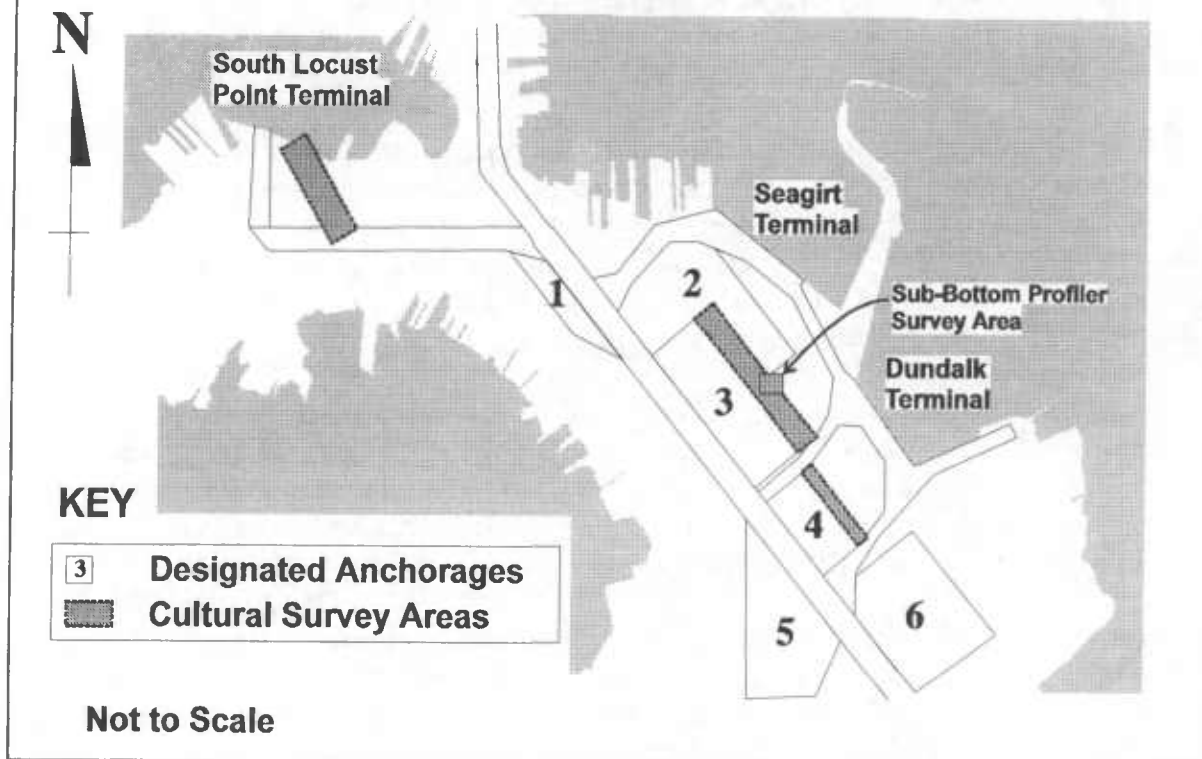 N
South Locust
Point Terminal
Seagirt
Terminal
1
2
Sub-Bottom Profiler
Survey Area
3
Dundalk
Terminal
4
5
6
KEY
3 Designated Anchorages
Cultural Survey Areas
Not to Scale